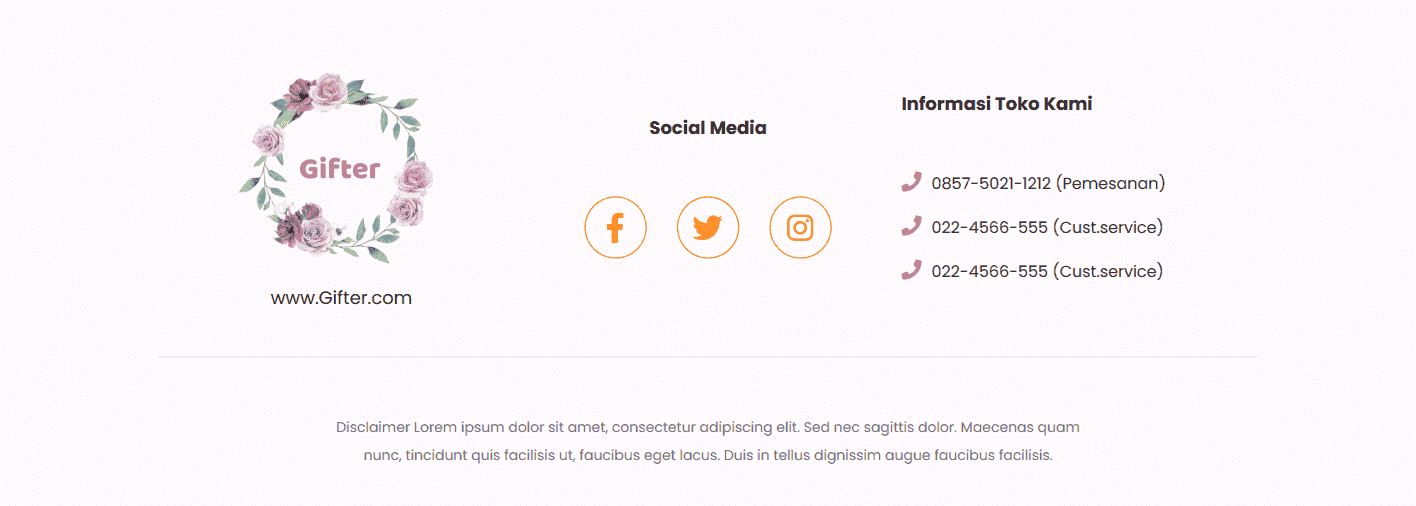 Gifter
www.Gifter.com
Social Media
Informasi Toko Kami
0857-5021-1212 (Pemesanan)
022-4566-555 (Cust.service)
022-4566-555 (Cust.service)
Disclaimer Lorem ipsum dolor sit amet, consectetur adipiscing elit. Sed nec sagittis dolor. Maecenas quam
nunc, tincidunt quis facilisis ut, faucibus eget lacus. Duis in tellus dignissim augue faucibus facilisis.